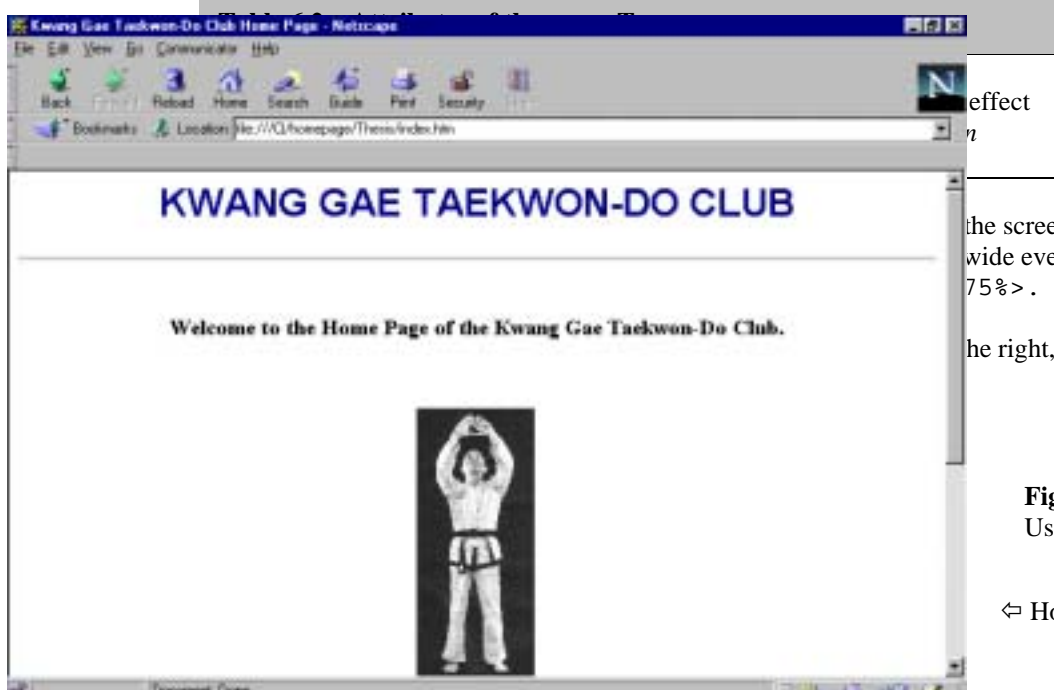 Kwang Gae Taekwon-Do Club Home Page - Netscape
File Edit View Go Communicator Help
Back Reload Home Search Guide Print Security
Bookmarks Location file:///C|/homepage/Thesis/index.htm
N
effect
n
KWANG GAE TAEKWON-DO CLUB
the scree
wide eve
75%>.
Welcome to the Home Page of the Kwang Gae Taekwon-Do Club.
he right,
Fig
Us
⇦ Ho